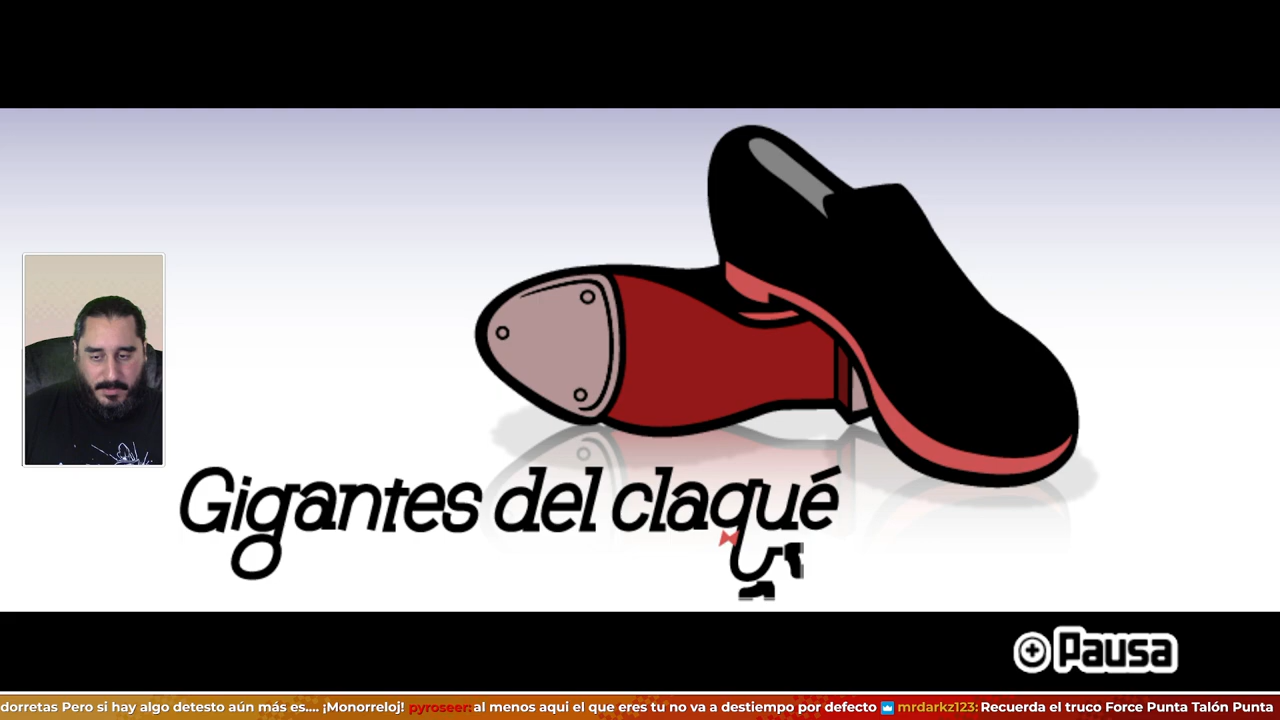 Gigantes del claqué
Pausa
dorretas Pero si hay algo detesto aún más es.... ¡Monorreloj! pyroseer: al menos aqui el que eres tu no va a destiempo por defecto mrdarkz123: Recuerda el truco Force Punta Talón Punta